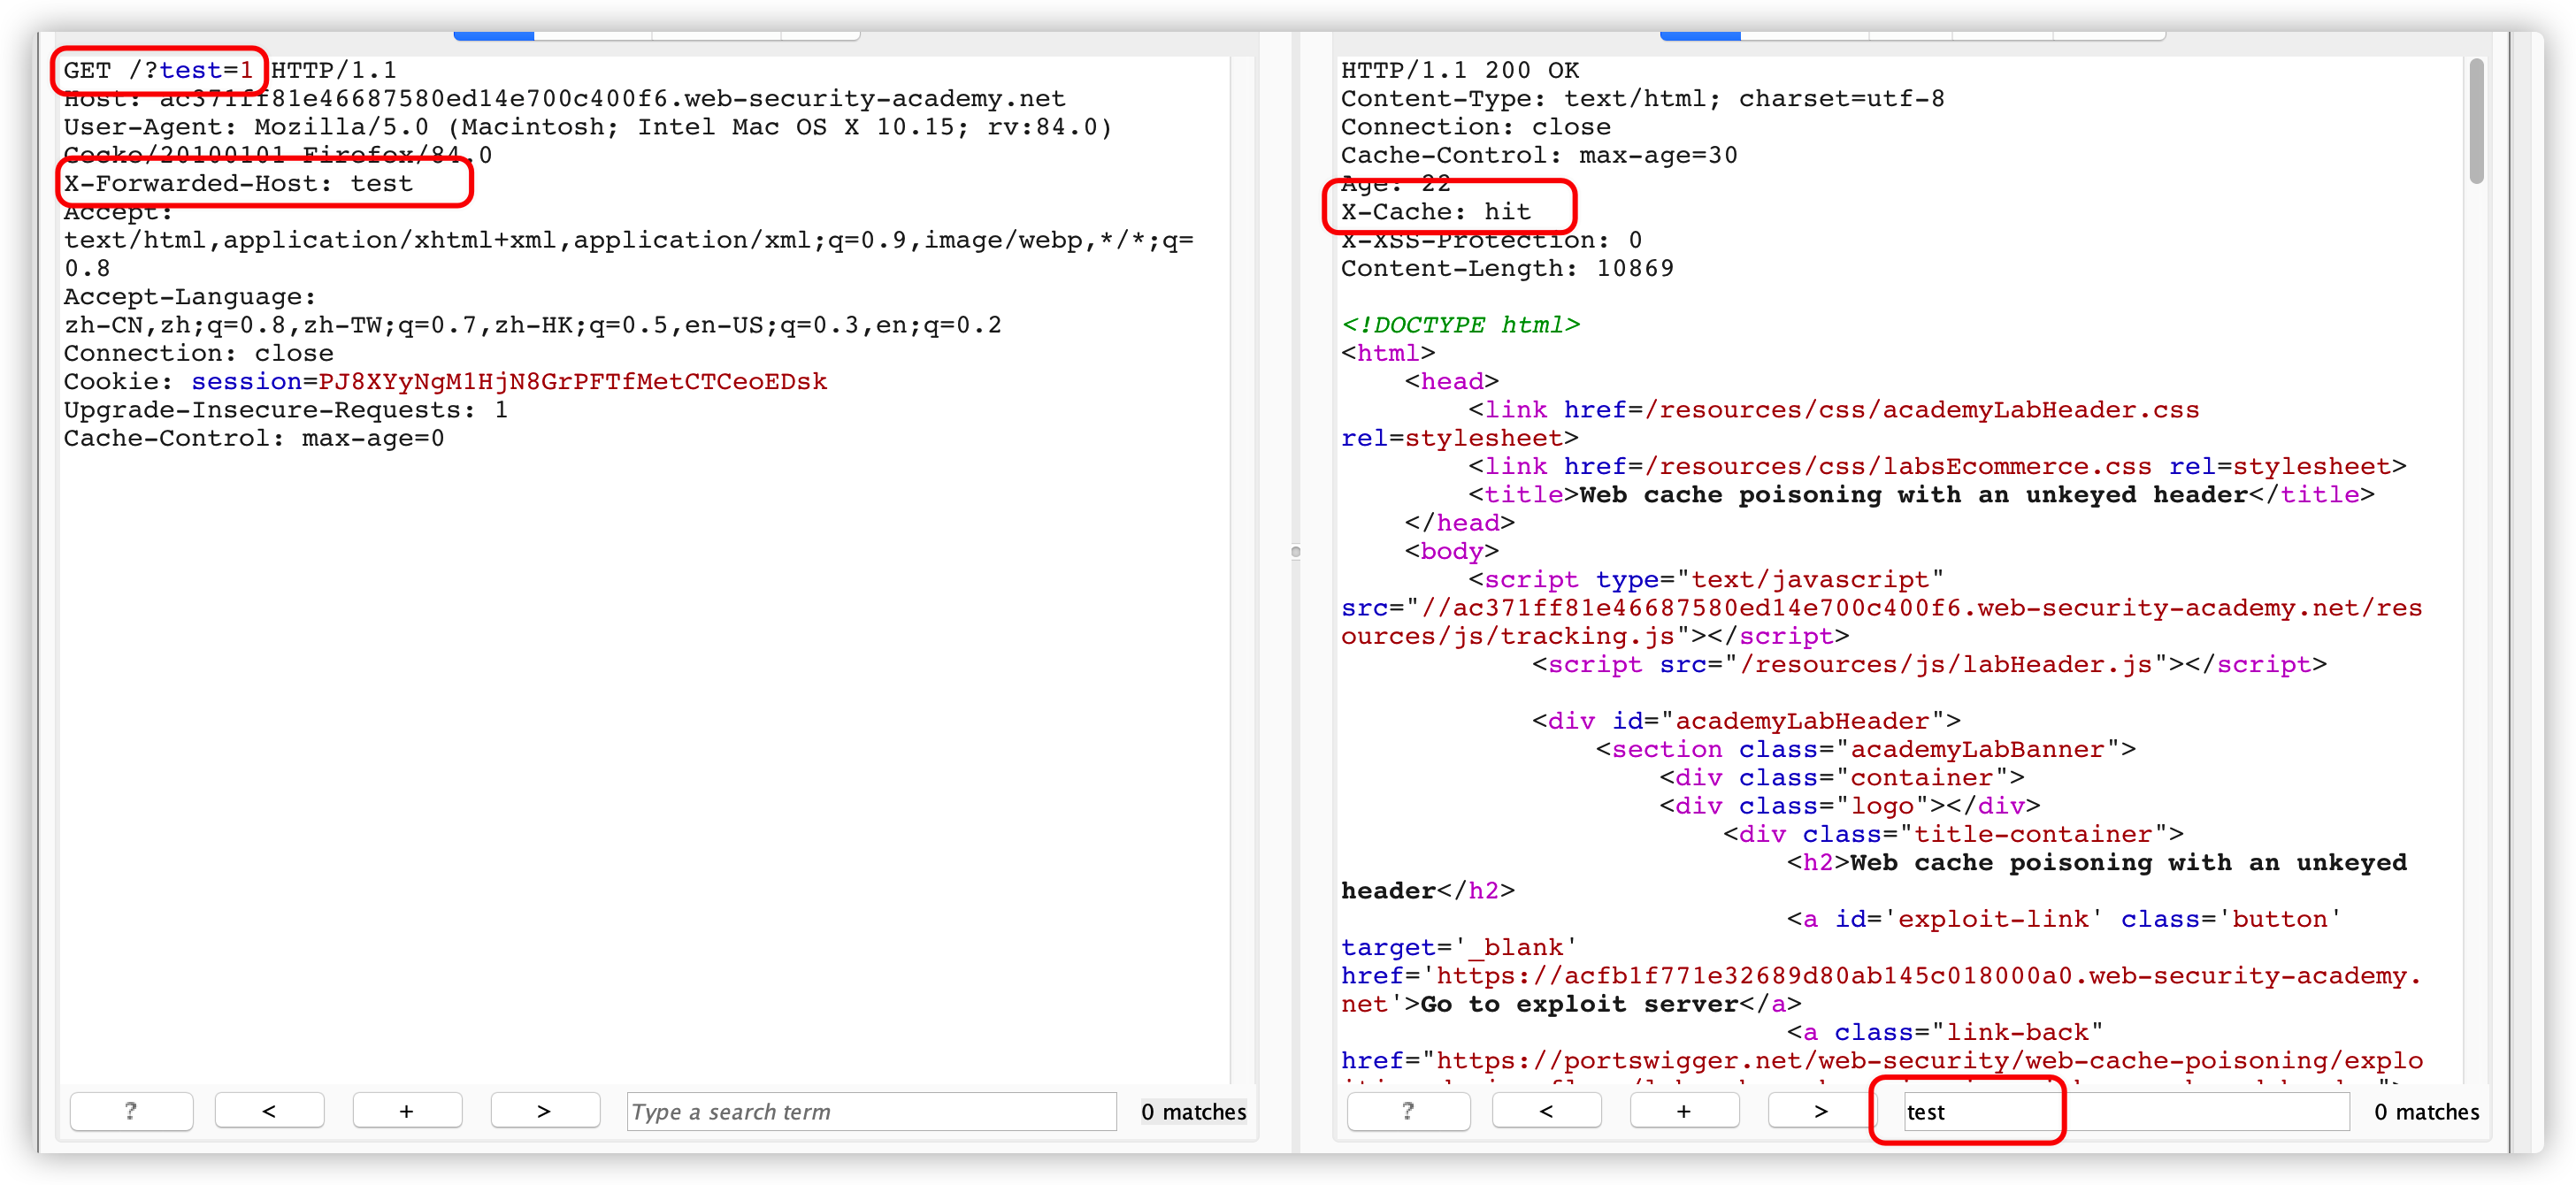 GET /?test=1 HTTP/1.1
Host: ac371ff81e46687580ed14e700c400f6.web-security-academy.net
User-Agent: Mozilla/5.0 (Macintosh; Intel Mac OS X 10.15; rv:84.0)
Gecko/20100101 Firefox/84.0
X-Forwarded-Host: test
Accept:
text/html,application/xhtml+xml,application/xml;q=0.9,image/webp,*/*;q=
0.8
Accept-Language:
zh-CN,zh;q=0.8,zh-TW;q=0.7,zh-HK;q=0.5,en-US;q=0.3,en;q=0.2
Connection: close
Cookie: session=PJ8XYyNgM1HjN8GrPFTfMetCTCeoEDsk
Upgrade-Insecure-Requests: 1
Cache-Control: max-age=0
? < + > Type a search term 0 matches
HTTP/1.1 200 OK
Content-Type: text/html; charset=utf-8
Connection: close
Cache-Control: max-age=30
Age: 22
X-Cache: hit
X-XSS-Protection: 0
Content-Length: 10869
<!DOCTYPE html>
<html>
<head>
<link href=/resources/css/academyLabHeader.css
rel=stylesheet>
<link href=/resources/css/labsEcommerce.css rel=stylesheet>
<title>Web cache poisoning with an unkeyed header</title>
</head>
<body>
<script type="text/javascript"
src="//ac371ff81e46687580ed14e700c400f6.web-security-academy.net/res
ources/js/tracking.js"></script>
<script src="/resources/js/labHeader.js"></script>
<div id="academyLabHeader">
<section class="academyLabBanner">
<div class="container">
<div class="logo"></div>
<div class="title-container">
<h2>Web cache poisoning with an unkeyed
header</h2>
<a id='exploit-link' class='button'
target='_blank'
href='https://acfb1f771e32689d80ab145c018000a0.web-security-academy.
net'>Go to exploit server</a>
<a class="link-back"
href="https://portswigger.net/web-security/web-cache-poisoning/explo
? < + > test 0 matches